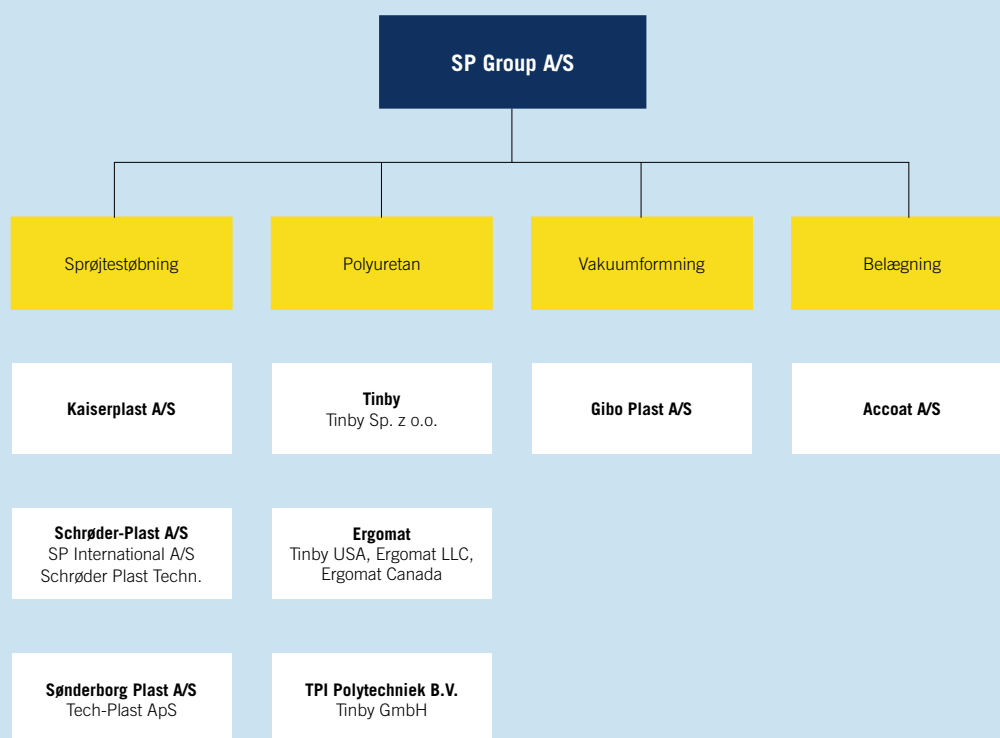 SP Group A/S
Sprøjtestøbning
Polyuretan
Vakuumformning
Belægning
Kaiserplast A/S
Tinby
Tinby Sp. z o.o.
Gibo Plast A/S
Accoat A/S
Schrøder-Plast A/S
SP International A/S
Schrøder Plast Techn.
Ergomat
Tinby USA, Ergomat LLC,
Ergomat Canada
Sønderborg Plast A/S
Tech-Plast ApS
TPI Polytechniek B.V.
Tinby GmbH